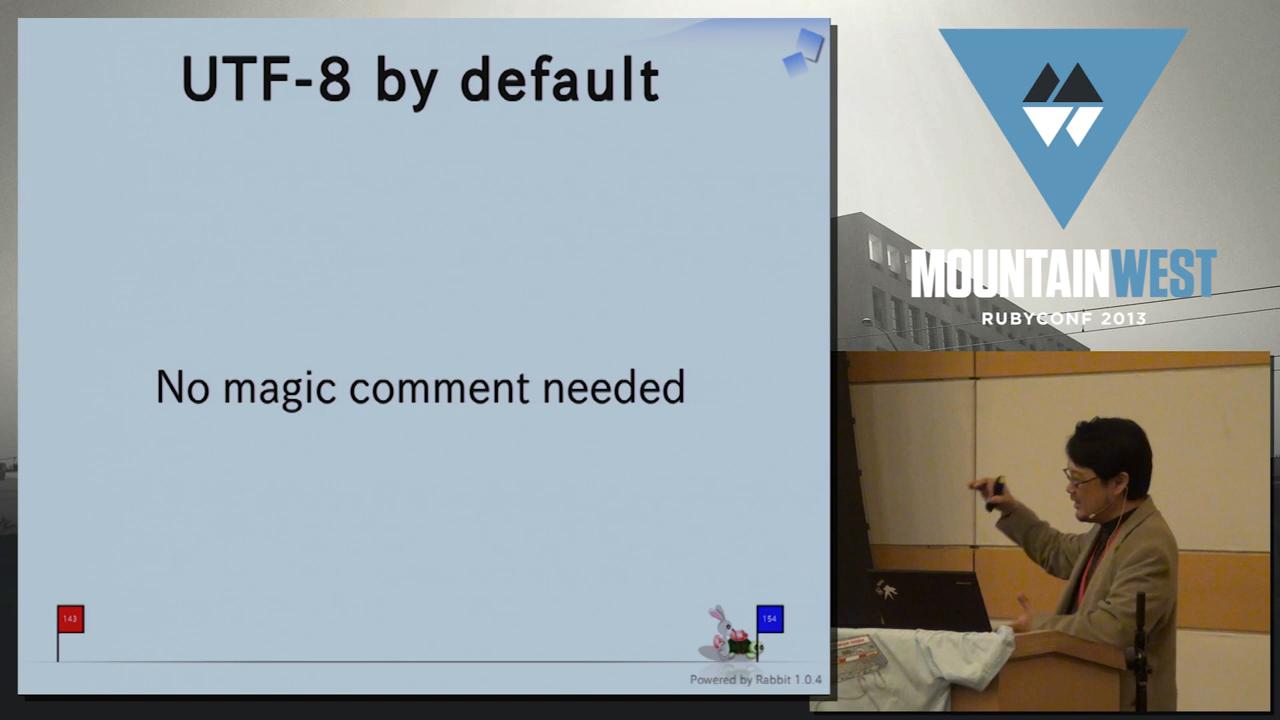 UTF-8 by default
No magic comment needed
143
154
Powered by Rabbit 1.0.4
MOUNTAINWEST
RUBYCONF 2013